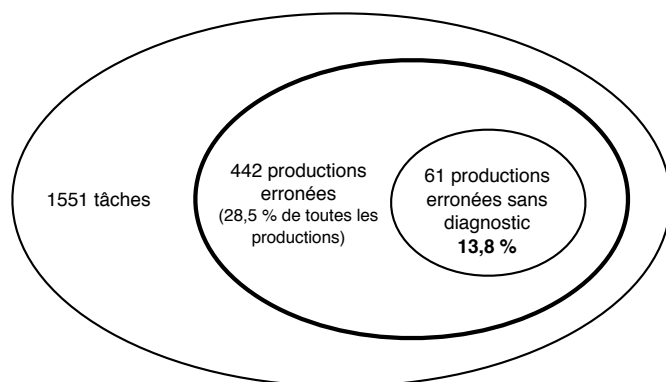 1551 tâches
442 productions
erronées
(28,5 % de toutes les
productions)
61 productions
erronées sans
diagnostic
13,8 %